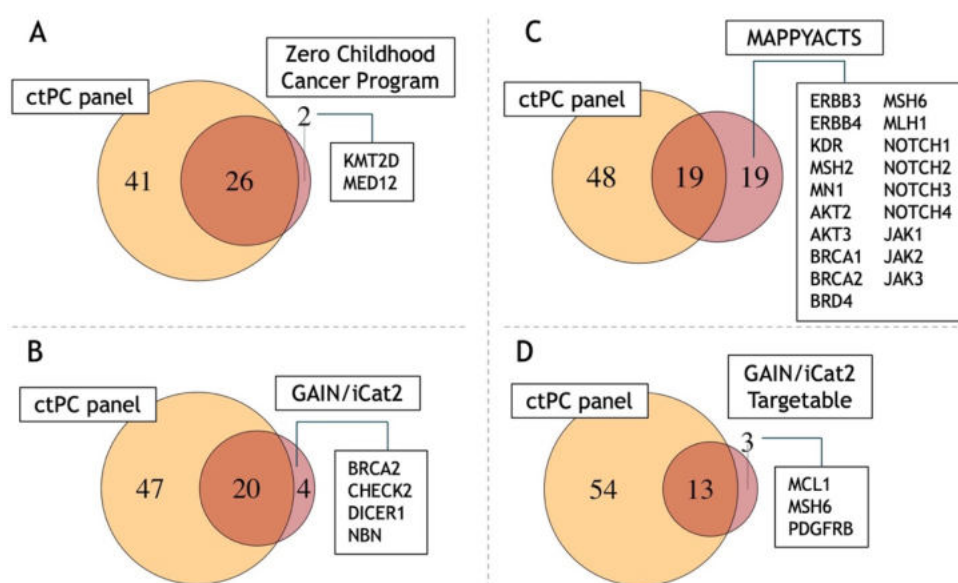 A
Zero Childhood
Cancer Program
ctPC panel
2
KMT2D
MED12
41
26
B
ctPC panel
GAIN/iCat2
47
20
4
BRCA2
CHECK2
DICER1
NBN
C
MAPPYACTS
ctPC panel
48
19
19
ERBB3 MSH6
ERBB4 MLH1
KDR NOTCH1
MSH2 NOTCH2
MN1 NOTCH3
AKT2 NOTCH4
AKT3 JAK1
BRCA1 JAK2
BRCA2 JAK3
BRD4
D
GAIN/iCat2
Targetable
ctPC panel
3
54
13
MCL1
MSH6
PDGFRB